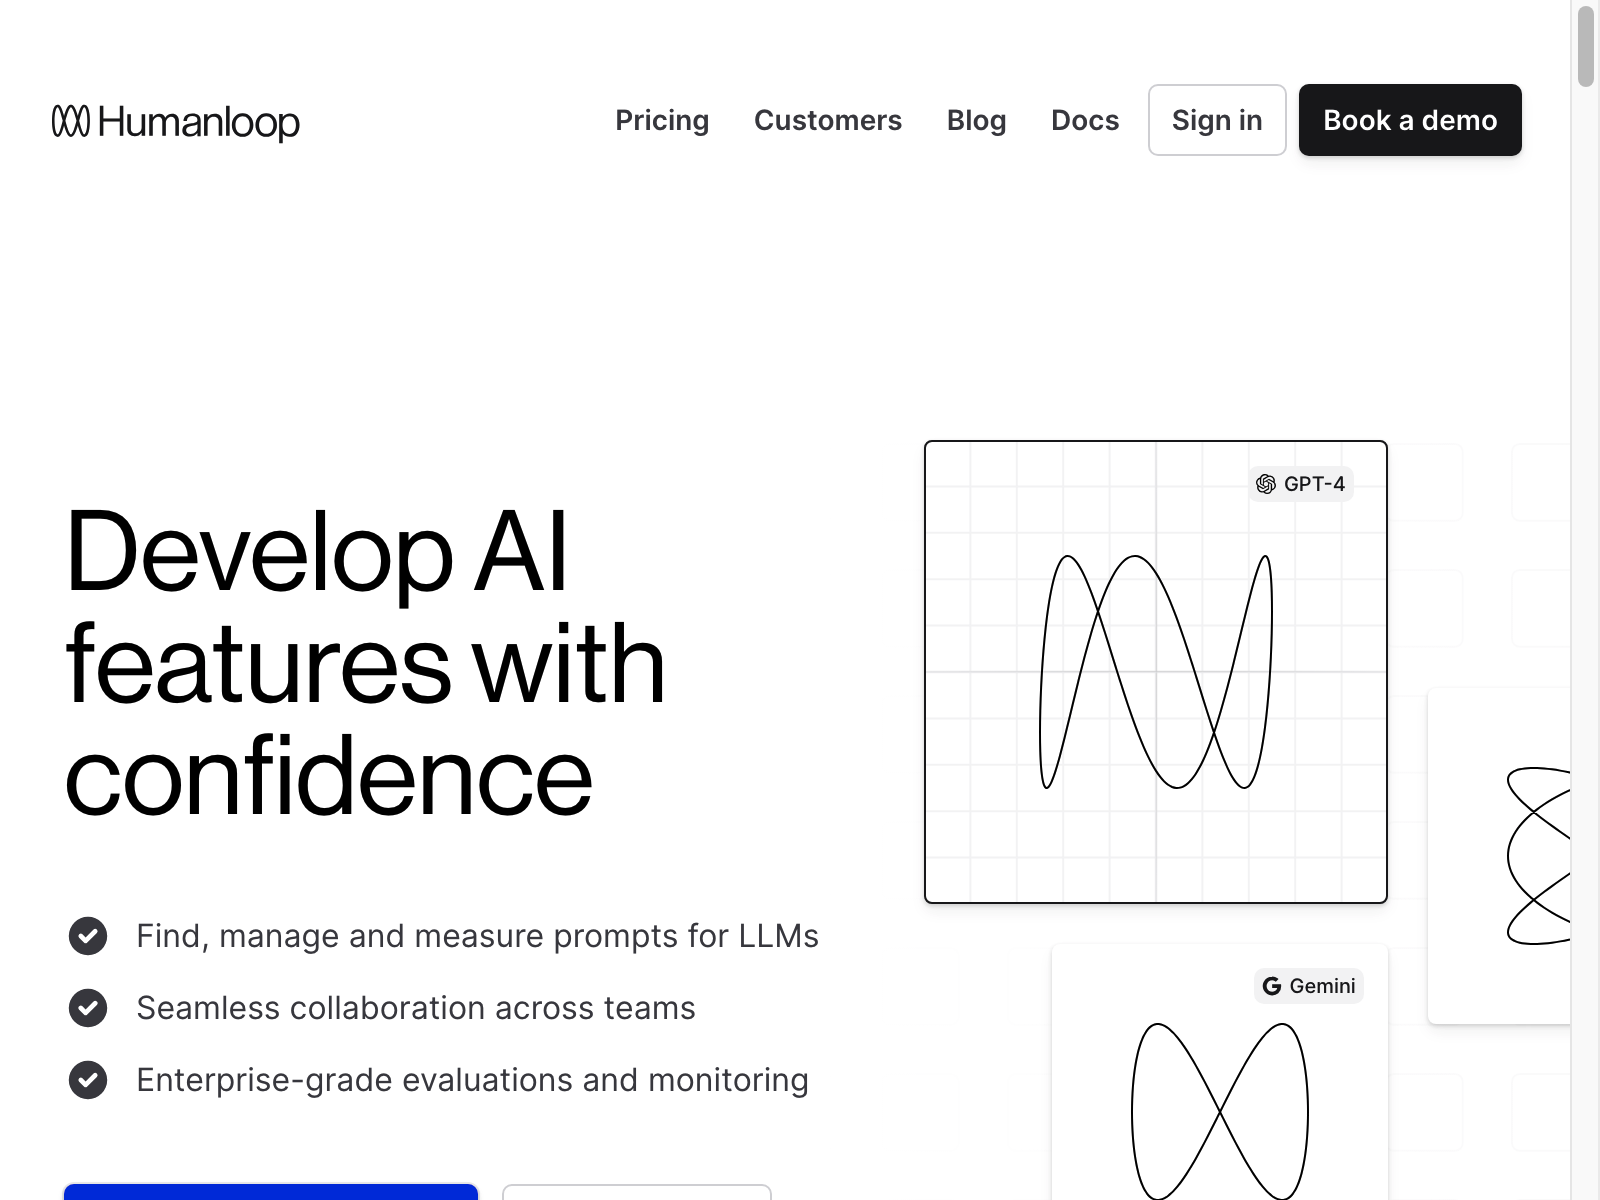 Humanloop
Pricing
Customers
Blog
Docs
Sign in
Book a demo
Develop AI
features with
confidence
Find, manage and measure prompts for LLMs
Seamless collaboration across teams
Enterprise-grade evaluations and monitoring
GPT-4
Gemini